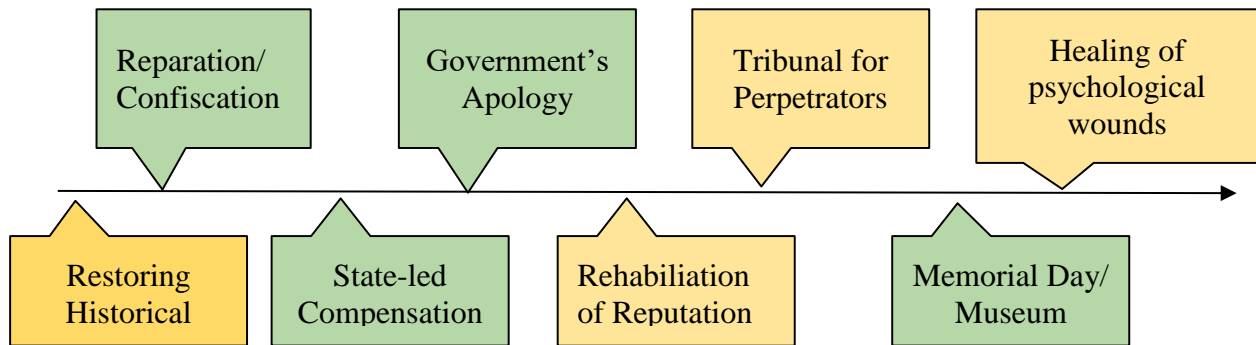 Reparation/
Confiscation
Government’s
Apology
Tribunal for
Perpetrators
Healing of
psychological
wounds
Restoring
Historical
State-led
Compensation
Rehabiliation
of Reputation
Memorial Day/
Museum